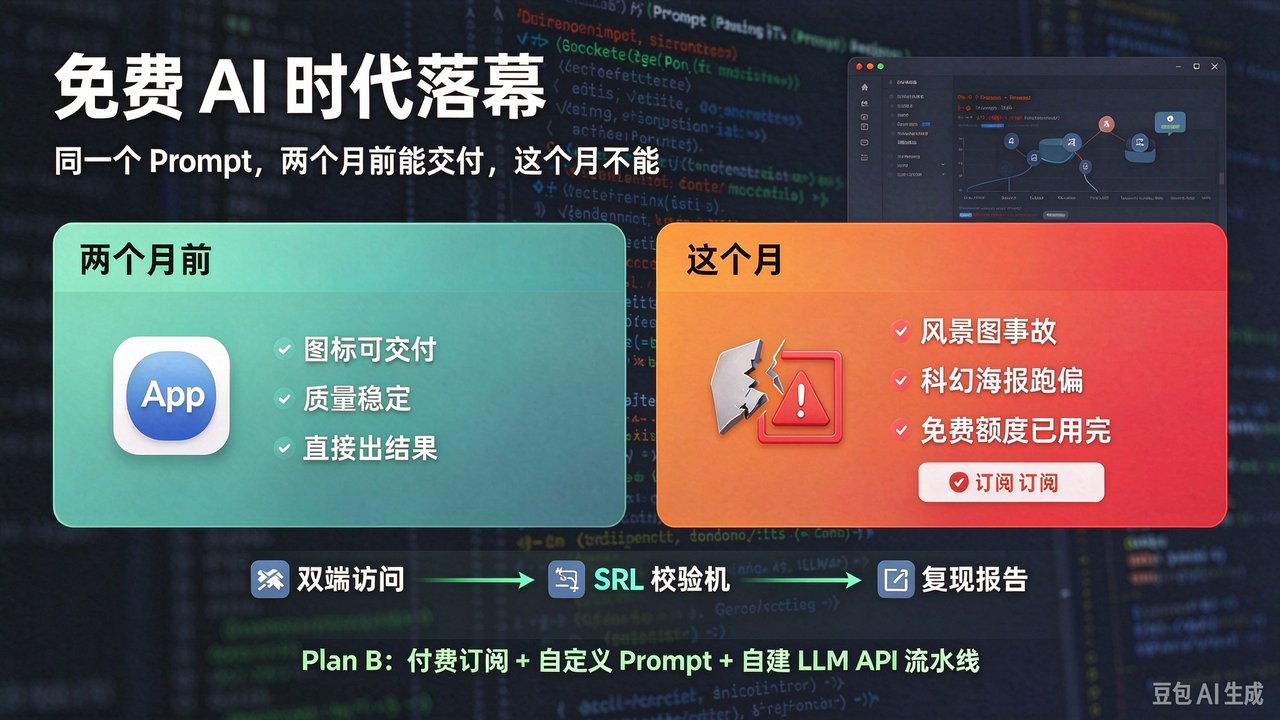 免费 AI 时代落幕
同一个 Prompt，两个月前能交付，这个月不能
两个月前
App
图标可交付
质量稳定
直接出结果
这个月
风景图事故
科幻海报跑偏
免费额度已用完
订阅 订阅
双端访问
SRL 校验机
复现报告
Plan B：付费订阅 + 自定义 Prompt + 自建 LLM API 流水线
豆包 AI 生成